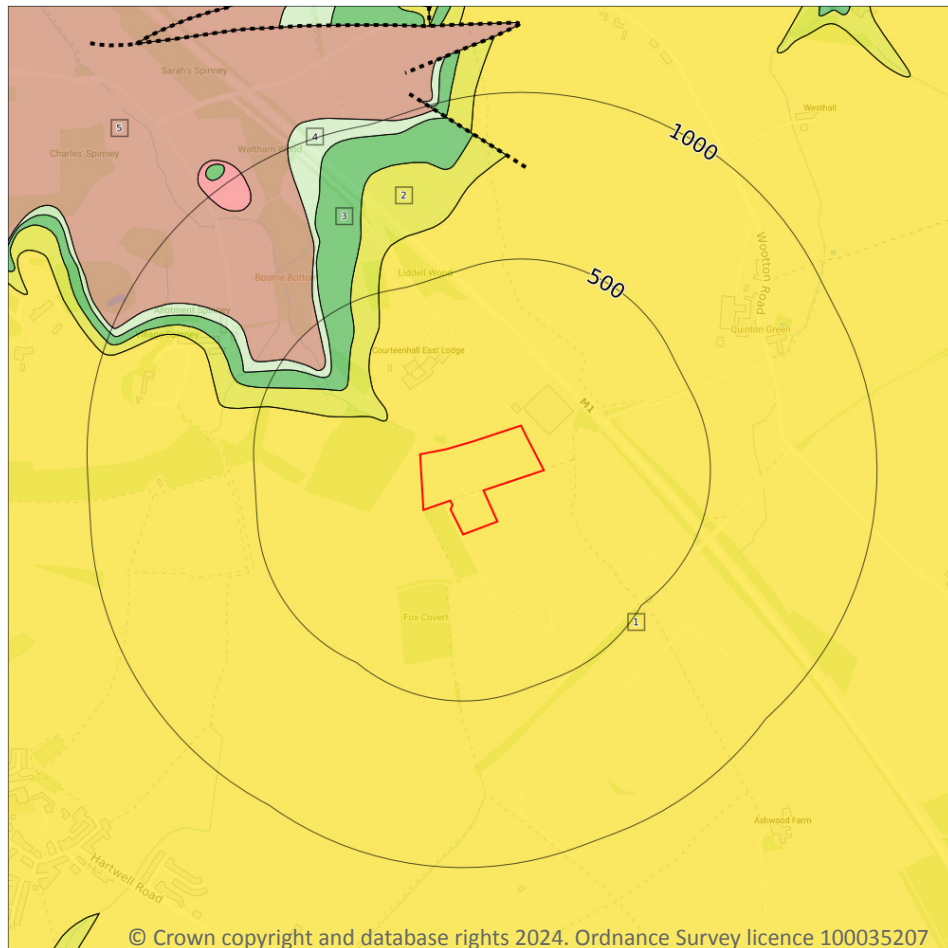 Sarah's Spinney
1000
Westhall
5
4
Charles' Spinney
Waltham Wood
2
3
Wootton Road
Liddell Wood
Bourne Bottom
500
Allotment Spinney
Quinton Green
Courteenhall East Lodge
M1
Fox Covert
1
Ashwood Farm
Hartwell Road
© Crown copyright and database rights 2024. Ordnance Survey licence 100035207